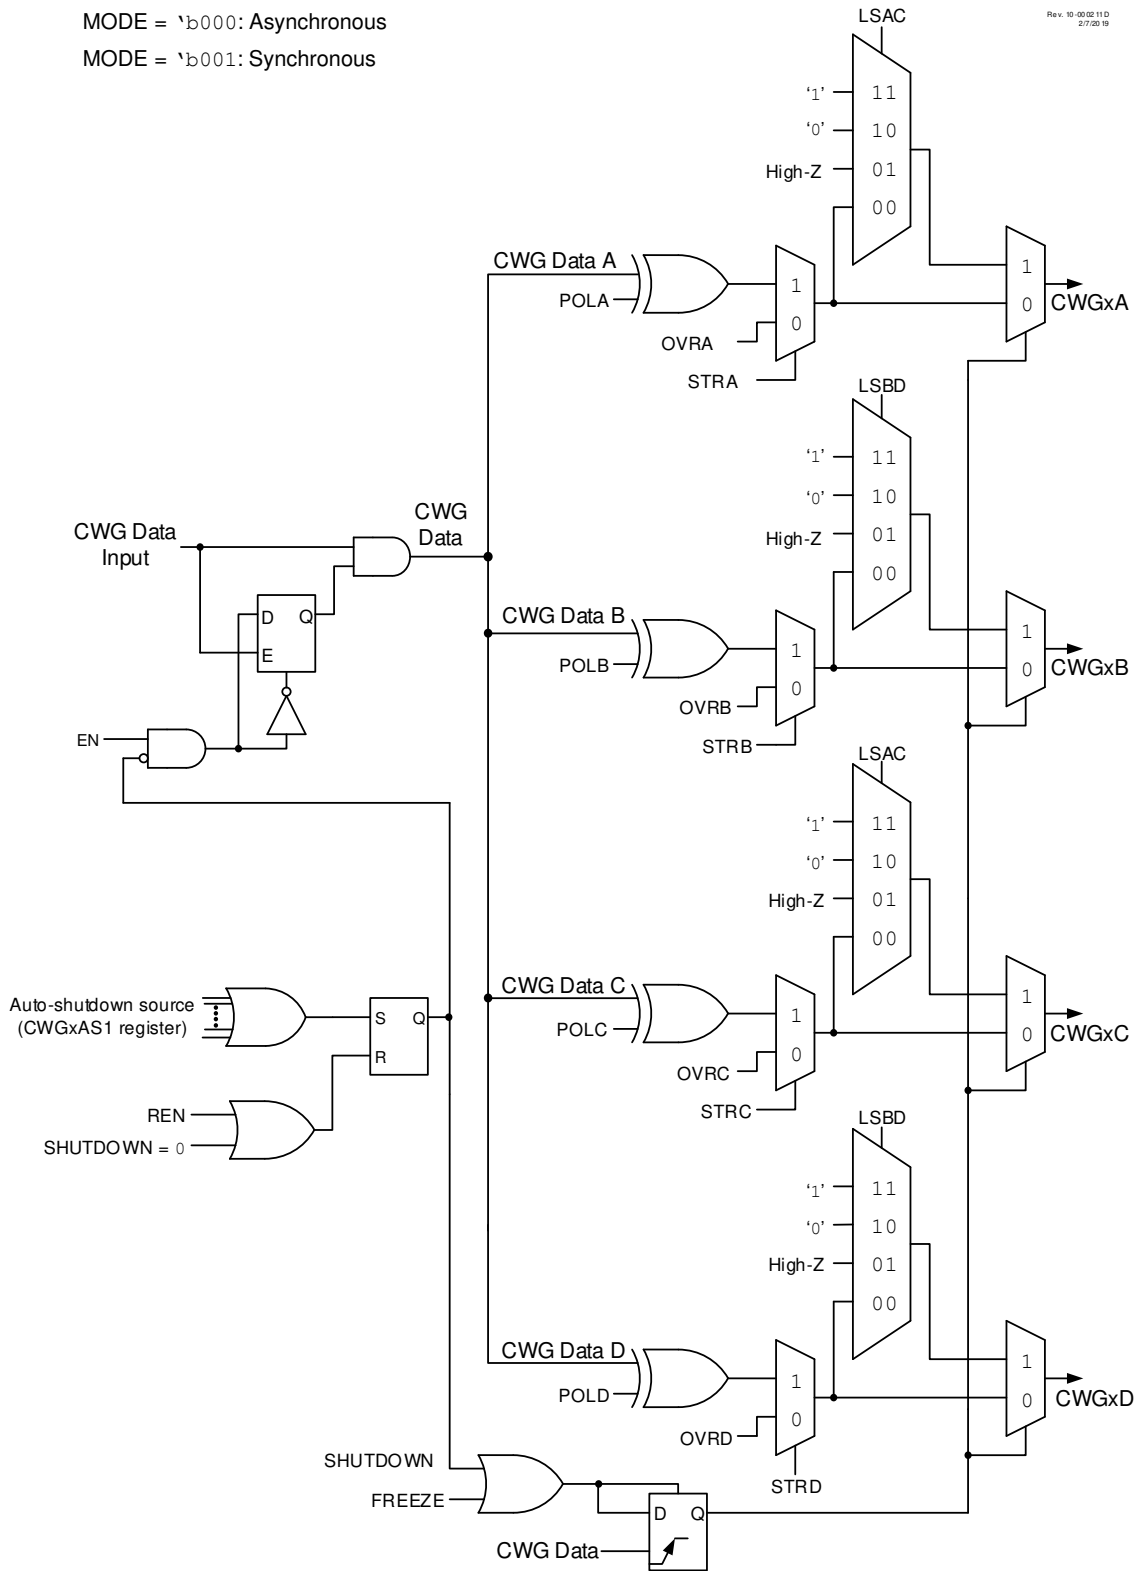 MODE = ‘b000: Asynchronous
MODE = ‘b001: Synchronous
Rev. 10-000211D
2/7/2019
LSAC
‘1’
11
‘0’
10
High-Z
01
00
CWG Data A
POLA
1
0
OVRA
STRA
1
0
CWGxA
LSBD
‘1’
11
‘0’
10
High-Z
01
00
CWG Data
Input
CWG
Data
D
Q
E
CWG Data B
POLB
1
0
OVRB
STRB
1
0
CWGxB
EN
LSAC
‘1’
11
‘0’
10
High-Z
01
00
CWG Data C
POLC
1
0
OVRC
STRC
1
0
CWGxC
Auto-shutdown source
(CWGxAS1 register)
S
Q
R
REN
SHUTDOWN = 0
LSBD
‘1’
11
‘0’
10
High-Z
01
00
CWG Data D
POLD
1
0
OVRD
STRD
1
0
CWGxD
SHUTDOWN
FREEZE
D
Q
CWG Data